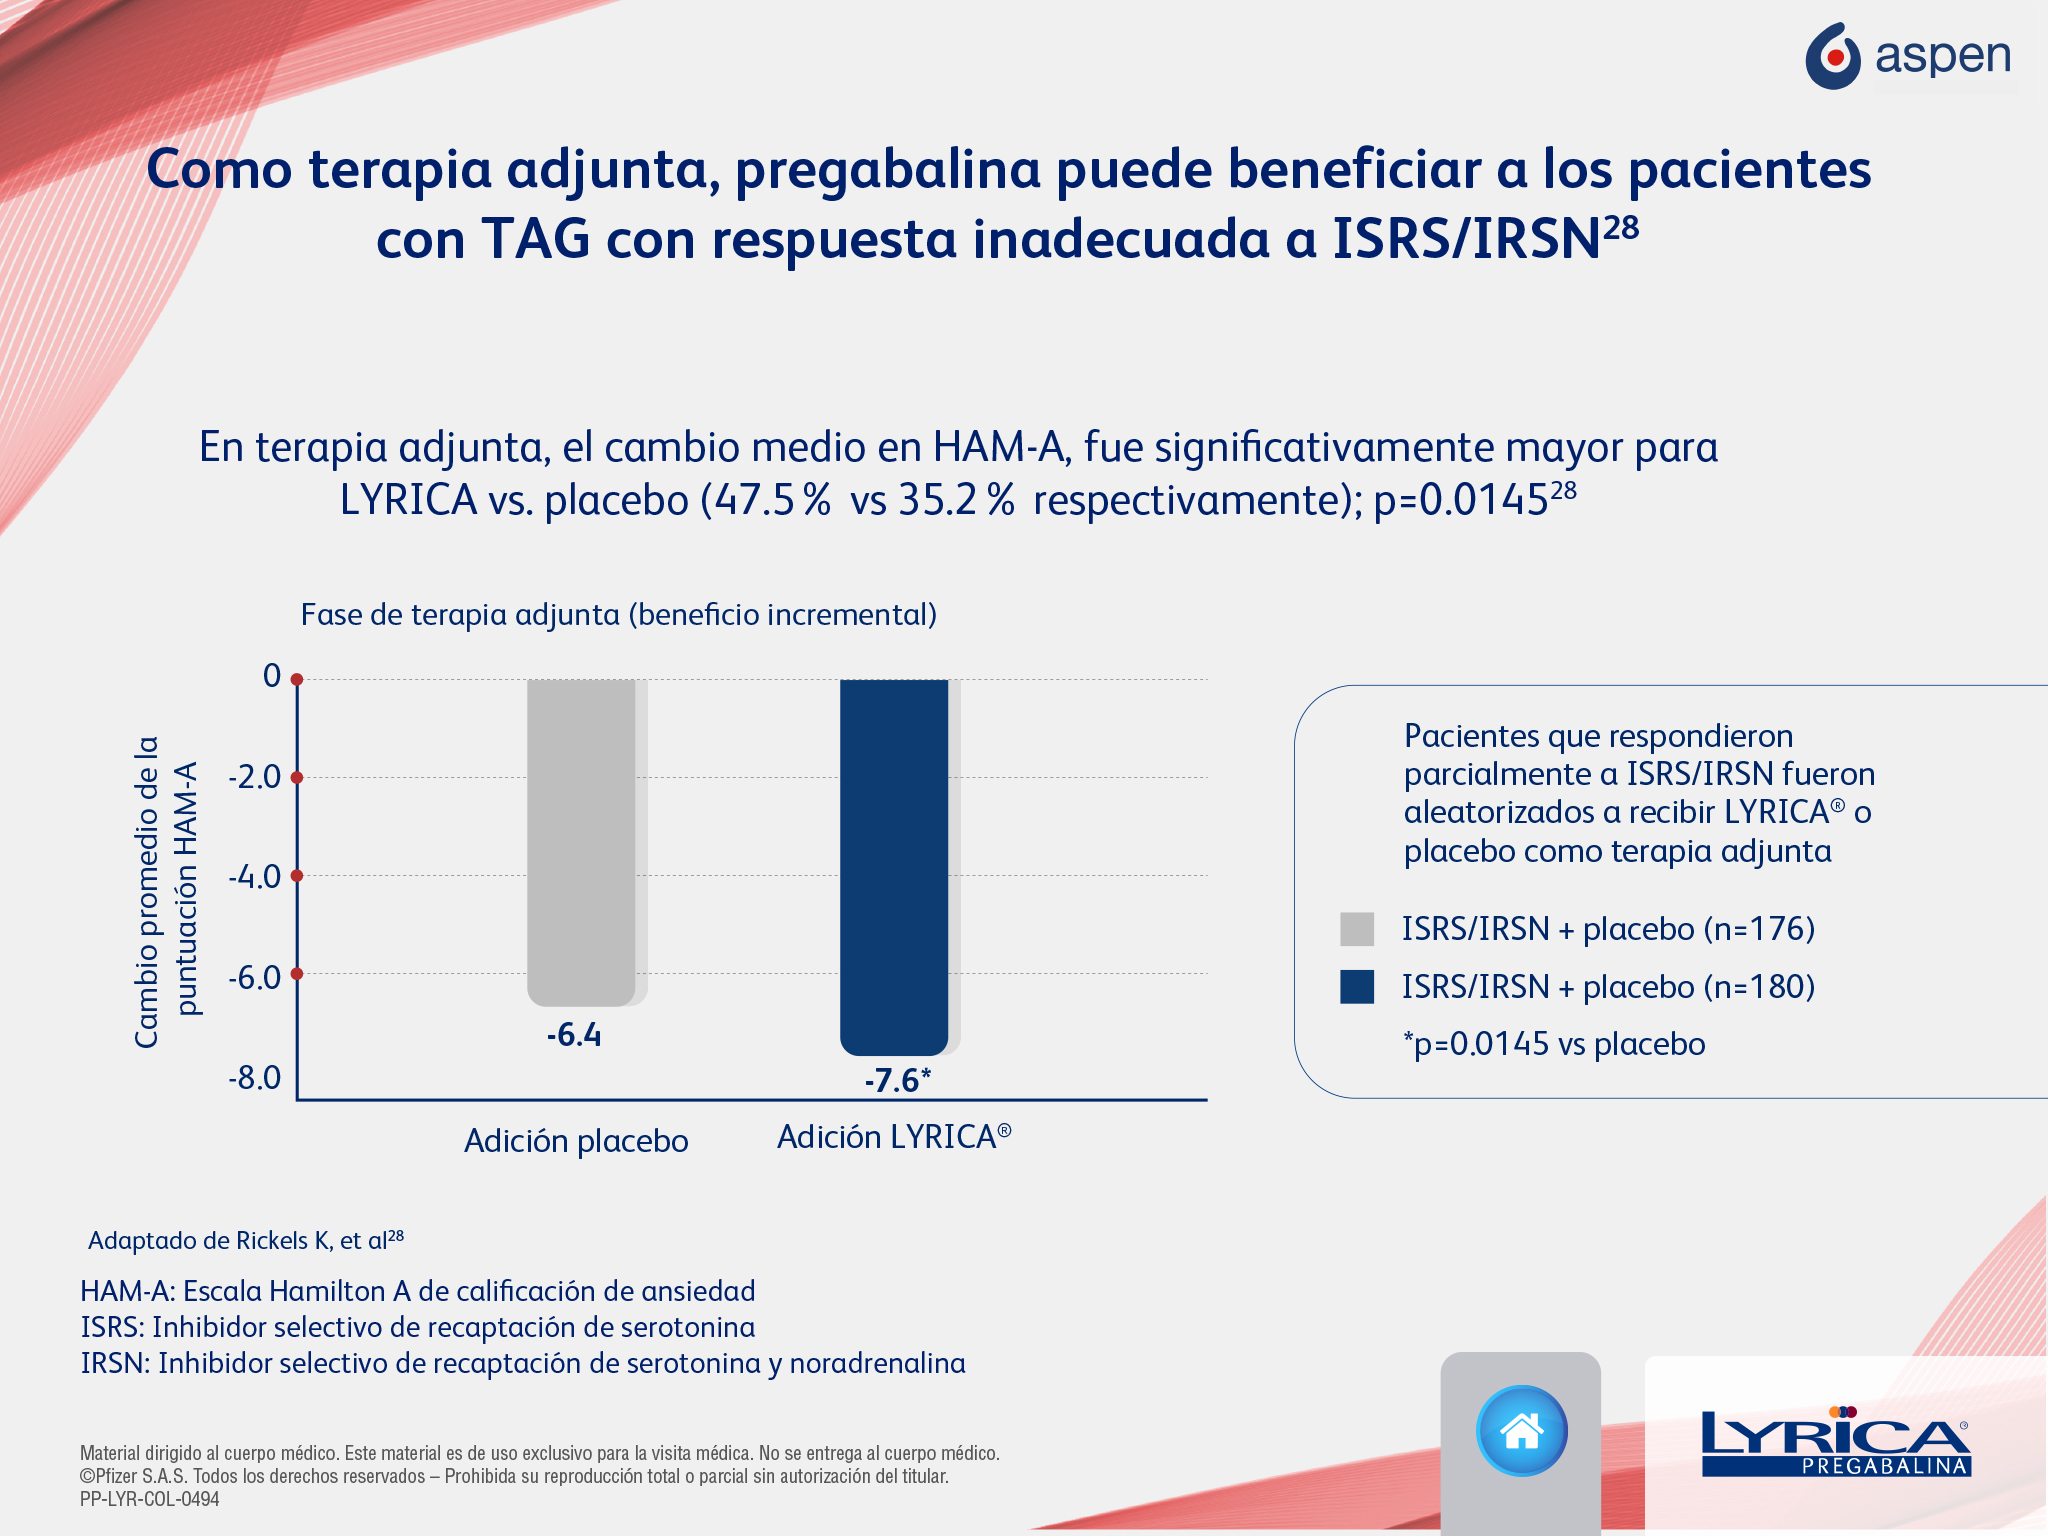 aspen
Como terapia adjunta, pregabalina puede beneficiar a los pacientes
con TAG con respuesta inadecuada a ISRS/IRSN²⁸
En terapia adjunta, el cambio medio en HAM-A, fue significativamente mayor para
LYRICA vs. placebo (47.5% vs 35.2% respectivamente); p=0.0145²⁸
Fase de terapia adjunta (beneficio incremental)
Cambio promedio de la
puntuación HAM-A
0
-2.0
-4.0
-6.0
-8.0
-6.4
-7.6*
Adición placebo
Adición LYRICA®
Pacientes que respondieron
parcialmente a ISRS/IRSN fueron
aleatorizados a recibir LYRICA® o
placebo como terapia adjunta
ISRS/IRSN + placebo (n=176)
ISRS/IRSN + placebo (n=180)
*p=0.0145 vs placebo
Adaptado de Rickels K, et al²⁸
HAM-A: Escala Hamilton A de calificación de ansiedad
ISRS: Inhibidor selectivo de recaptación de serotonina
IRSN: Inhibidor selectivo de recaptación de serotonina y noradrenalina
Material dirigido al cuerpo médico. Este material es de uso exclusivo para la visita médica. No se entrega al cuerpo médico.
©Pfizer S.A.S. Todos los derechos reservados – Prohibida su reproducción total o parcial sin autorización del titular.
PP-LYR-COL-0494
LYRICA®
PREGABALINA